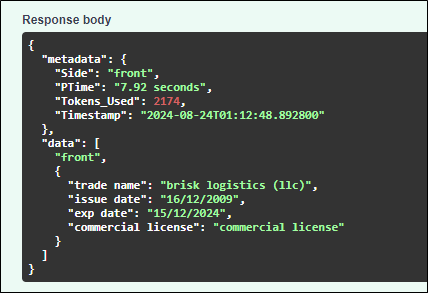 Response body
{
  "metadata": {
    "Side": "front",
    "PTime": "7.92 seconds",
    "Tokens_Used": 2174,
    "Timestamp": "2024-08-24T01:12:48.892800"
  },
  "data": [
    "front",
    {
      "trade name": "brisk logistics (llc)",
      "issue date": "16/12/2009",
      "exp date": "15/12/2024",
      "commercial license": "commercial license"
    }
  ]
}